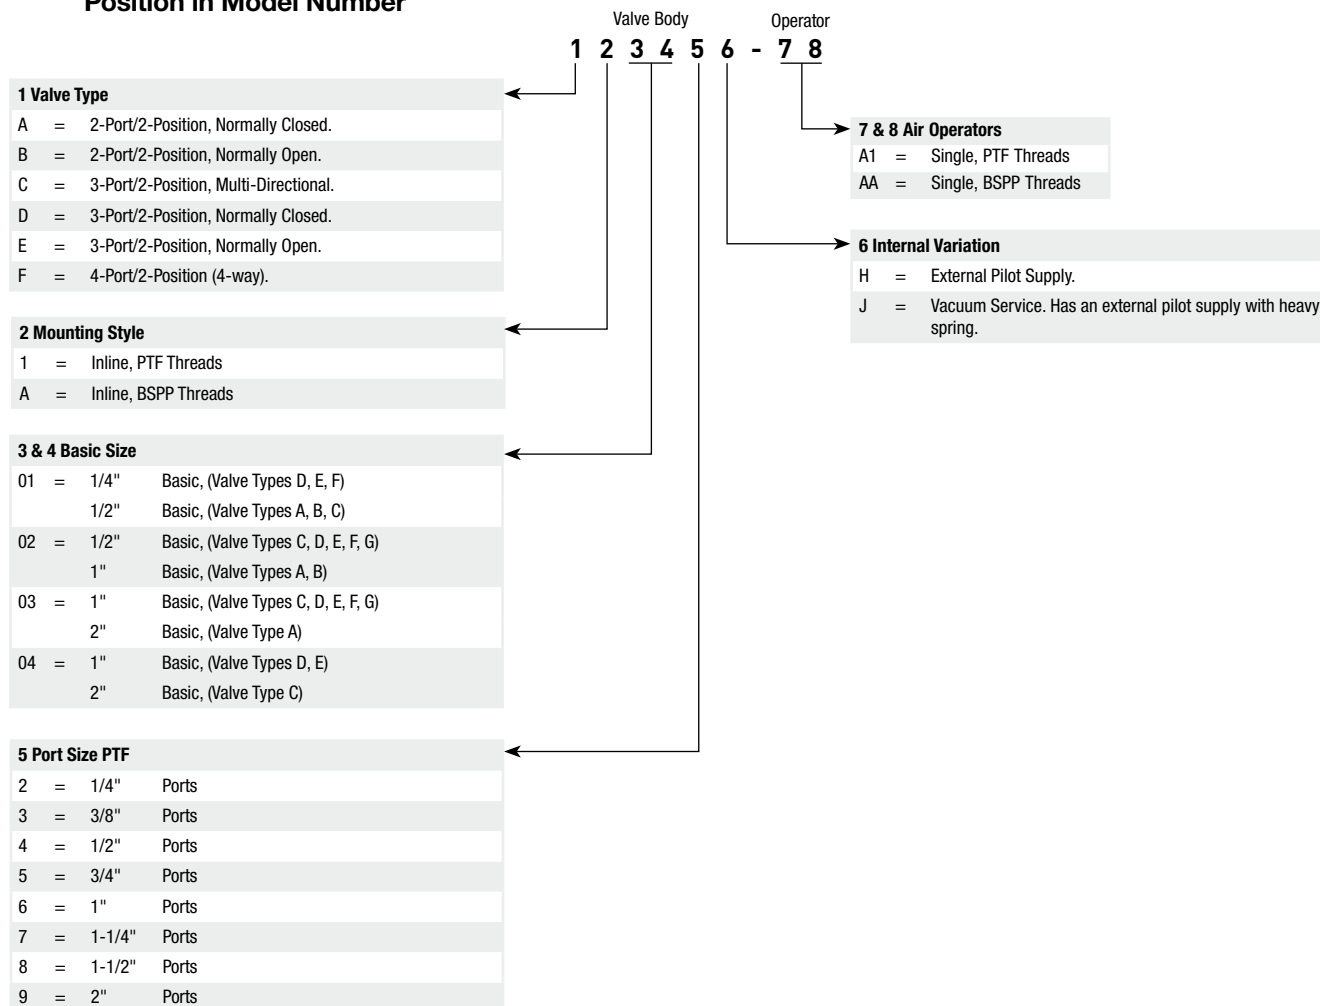 Position in Model Number
Valve Body Operator
1 2 3 4 5 6 - 7 8
1 Valve Type
A = 2-Port/2-Position, Normally Closed.
B = 2-Port/2-Position, Normally Open.
C = 3-Port/2-Position, Multi-Directional.
D = 3-Port/2-Position, Normally Closed.
E = 3-Port/2-Position, Normally Open.
F = 4-Port/2-Position (4-way).
2 Mounting Style
1 = Inline, PTF Threads
A = Inline, BSPP Threads
3 & 4 Basic Size
01 = 1/4" Basic, (Valve Types D, E, F)
1/2" Basic, (Valve Types A, B, C)
02 = 1/2" Basic, (Valve Types C, D, E, F, G)
1" Basic, (Valve Types A, B)
03 = 1" Basic, (Valve Types C, D, E, F, G)
2" Basic, (Valve Type A)
04 = 1" Basic, (Valve Types D, E)
2" Basic, (Valve Type C)
5 Port Size PTF
2 = 1/4" Ports
3 = 3/8" Ports
4 = 1/2" Ports
5 = 3/4" Ports
6 = 1" Ports
7 = 1-1/4" Ports
8 = 1-1/2" Ports
9 = 2" Ports
7 & 8 Air Operators
A1 = Single, PTF Threads
AA = Single, BSPP Threads
6 Internal Variation
H = External Pilot Supply.
J = Vacuum Service. Has an external pilot supply with heavy
spring.